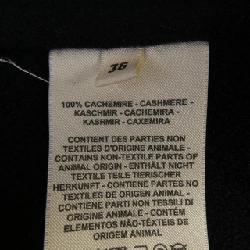 36
100% CACHEMIRE - CASHMERE -
KASCHMIR - CACHEMIRA -
KASHMIR - CAXEMIRA
CONTIENT DES PARTIES NON
TEXTILES D'ORIGINE ANIMALE -
CONTAINS NON-TEXTILE PARTS OF
ANIMAL ORIGIN - ENTHÄLT NICHT
TEXTILE TEILE TIERISCHER
HERKUNFT - CONTIENE PARTES NO
TEXTILES DE ORIGEN ANIMAL -
CONTIENE PARTI NON TESSILI DI
ORIGINE ANIMALE - CONTÉM
ELEMENTOS NÃO-TÊXTEIS DE
ORIGEM ANIMAL